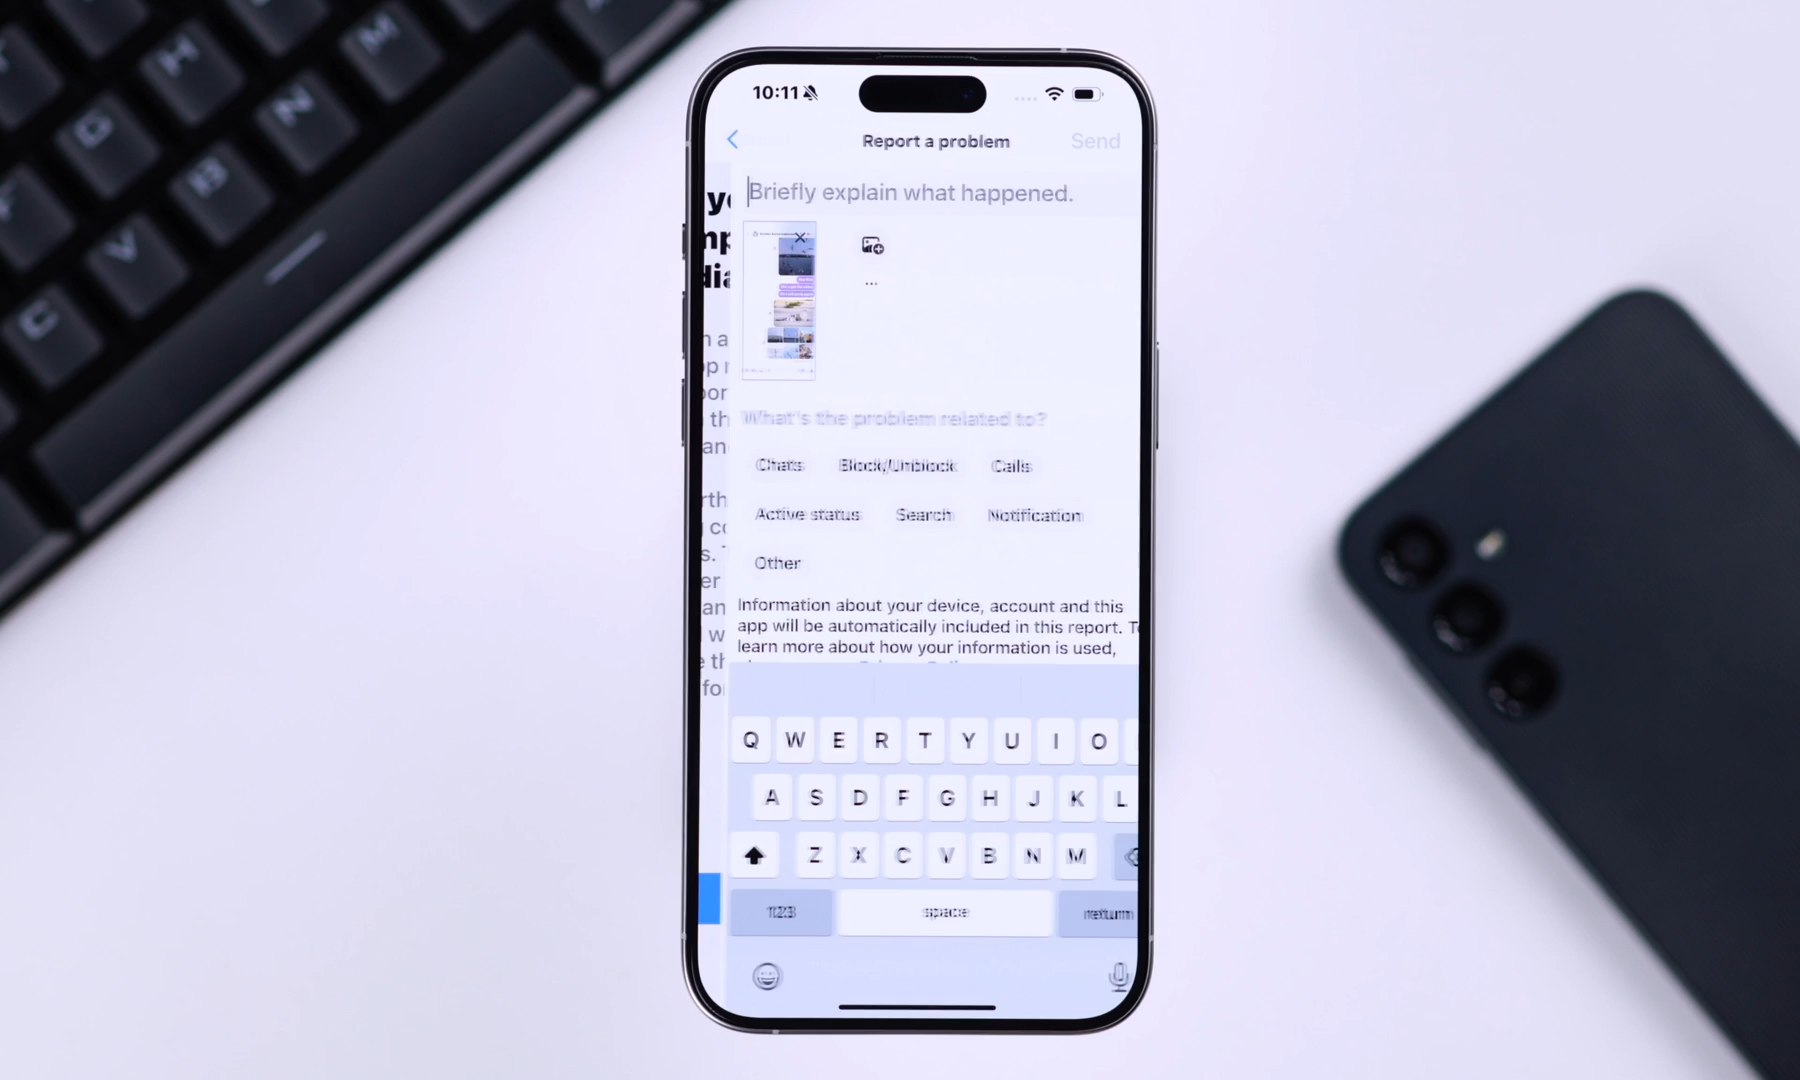 10:11
Report a problem
Send
Briefly explain what happened.
What's the problem related to?
Chats
Block/Unblock
Calls
Active status
Search
Notification
Other
Information about your device, account and this
app will be automatically included in this report. To
learn more about how your information is used,
Q W E R T Y U I O
A S D F G H J K L
Z X C V B N M
123
space
return
H
M
G
N
B
V
C